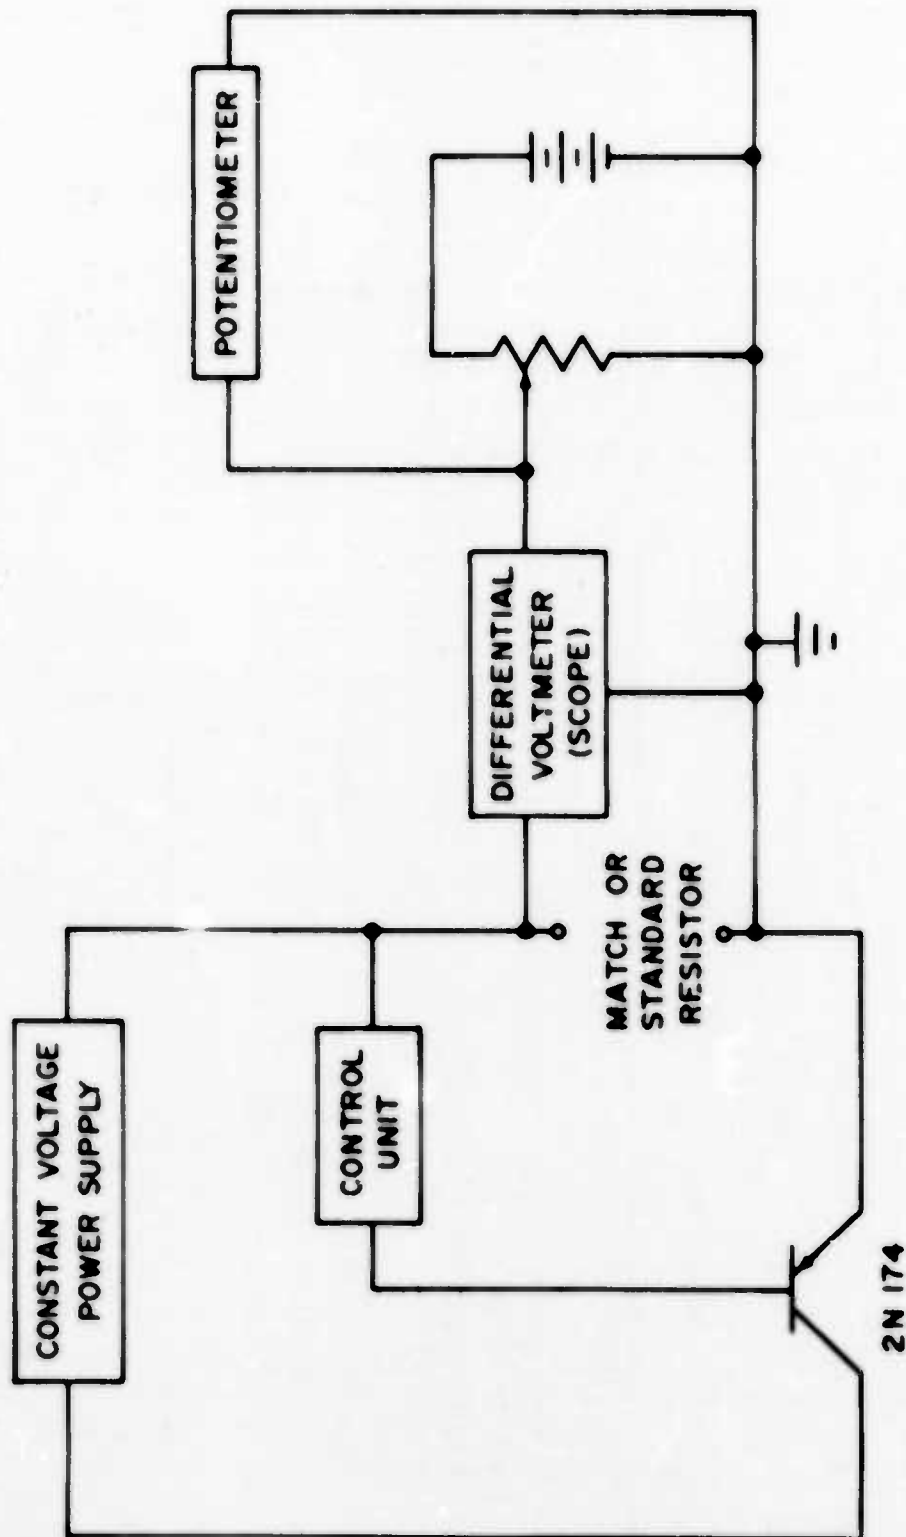 CONSTANT VOLTAGE
POWER SUPPLY
CONTROL
UNIT
MATCH OR
STANDARD
RESISTOR
2N 174
DIFFERENTIAL
VOLTMETER
(SCOPE)
POTENTIOMETER